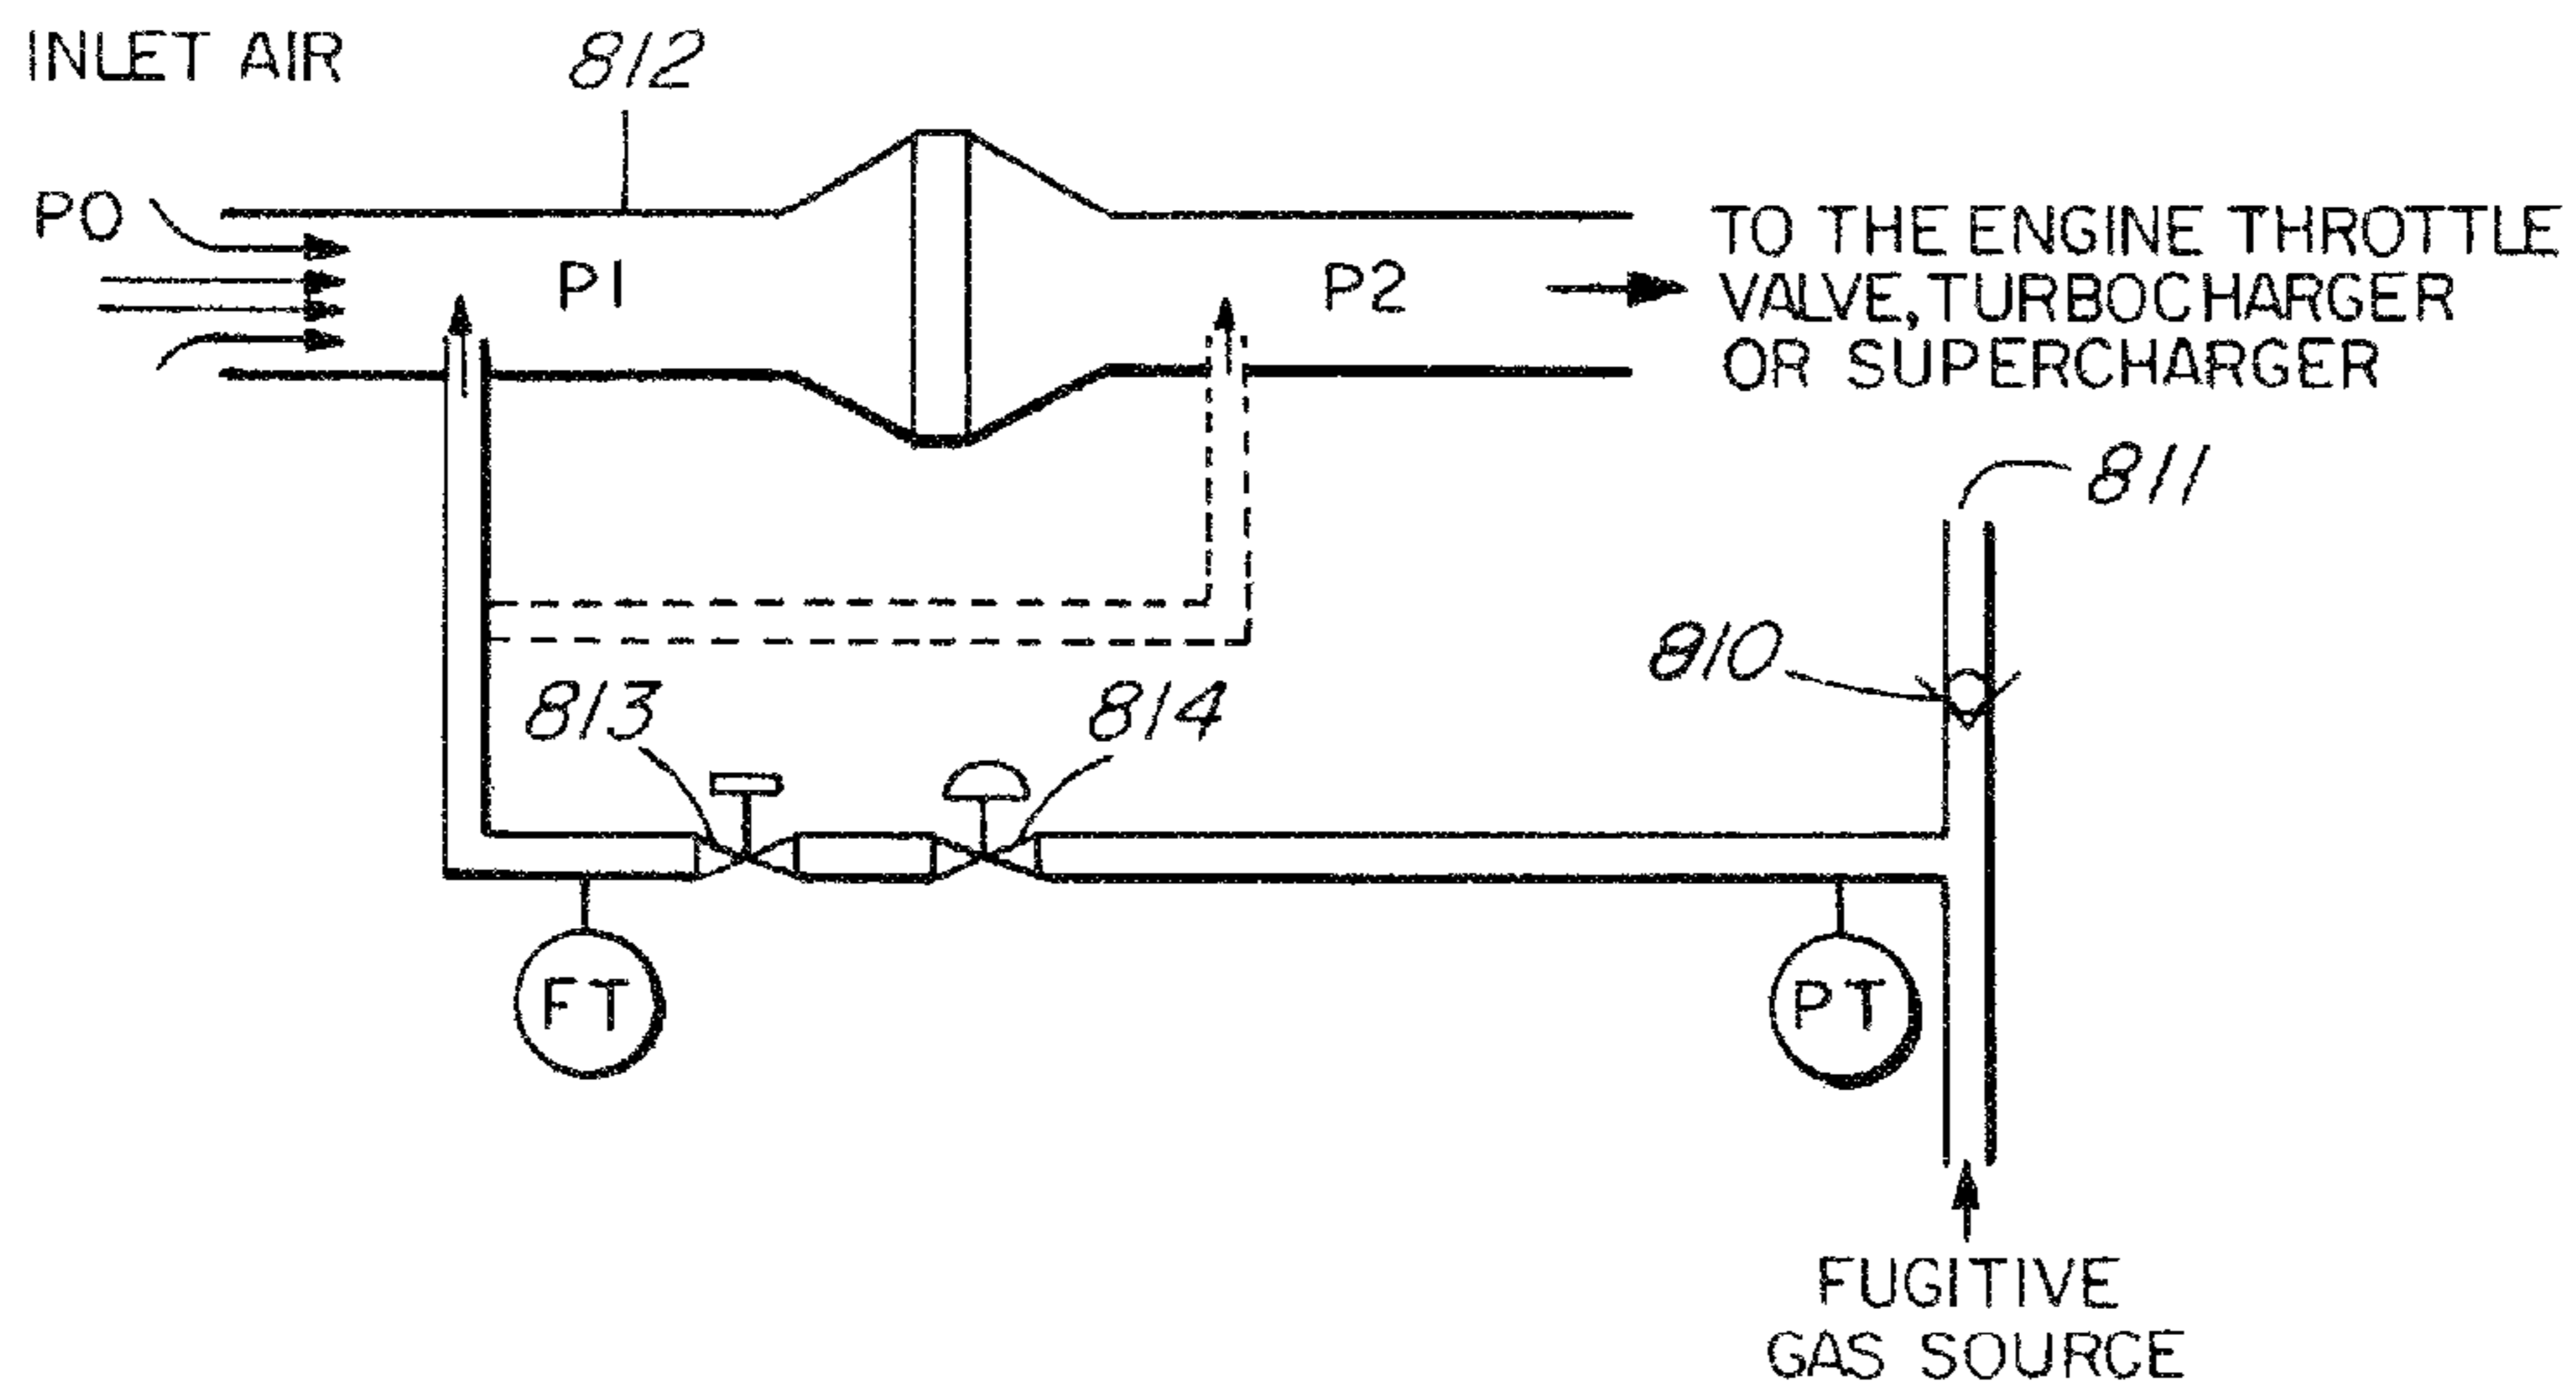 INLET AIR
812
P0
P1
P2
TO THE ENGINE THROTTLE
VALVE, TURBOCHARGER
OR SUPERCHARGER
811
810
813
814
FT
PT
FUGITIVE
GAS SOURCE